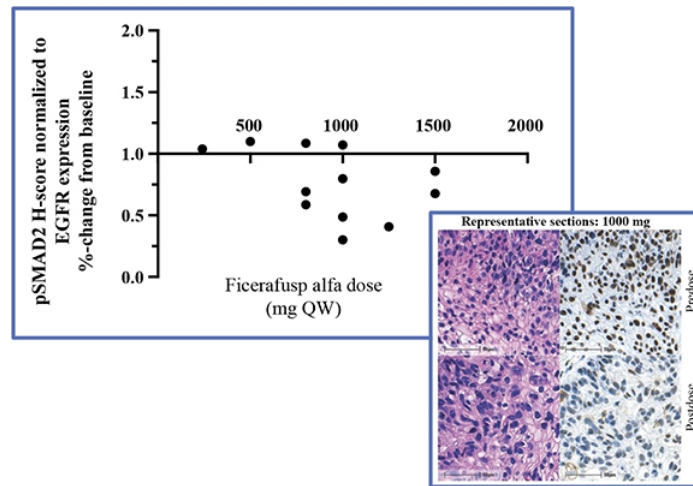 pSMAD2 H-score normalized to
EGFR expression
%-change from baseline
2.0
1.5
1.0
0.5
0.0
500
1000
1500
2000
Ficerafusp alfa dose
(mg QW)
Representative sections: 1000 mg
Predose
Postdose